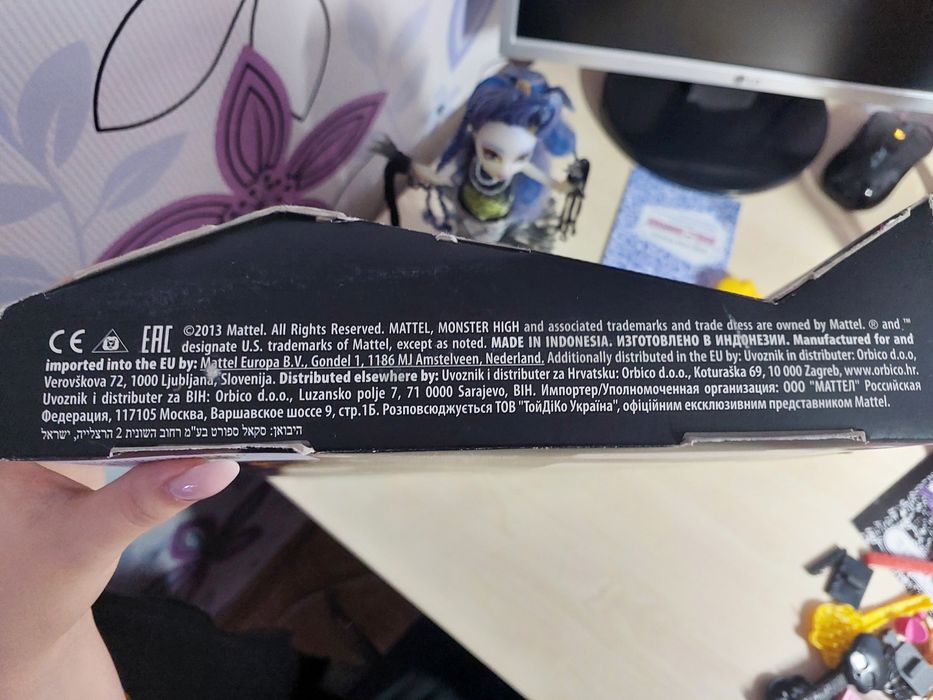 LG
CE EAC ©2013 Mattel. All Rights Reserved. MATTEL, MONSTER HIGH and associated trademarks and trade dress are owned by Mattel. ® and ™
designate U.S. trademarks of Mattel, except as noted. MADE IN INDONESIA. ИЗГОТОВЛЕНО В ИНДОНЕЗИИ. Manufactured for and
imported into the EU by: Mattel Europa B.V., Gondel 1, 1186 MJ Amstelveen, Nederland. Additionally distributed in the EU by: Uvoznik in distributer: Orbico d.o.o,
Verovškova 72, 1000 Ljubljana, Slovenija. Distributed elsewhere by: Uvoznik i distributer za Hrvatsku: Orbico d.o.o., Koturaška 69, 10 000 Zagreb, www.orbico.hr.
Uvoznik i distributer za BIH: Orbico d.o.o., Luzansko polje 7, 71 0000 Sarajevo, BIH. Импортер/Уполномоченная организация: ООО "МАТТЕЛ" Российская
Федерация, 117105 Москва, Варшавское шоссе 9, стр.1Б. Розповсюджується ТОВ "ТойДіКо Україна", офіційним ексклюзивним представником Mattel.
היבואן: סקאל ספורט בע"מ רחוב השונית 2 הרצלייה, ישראל